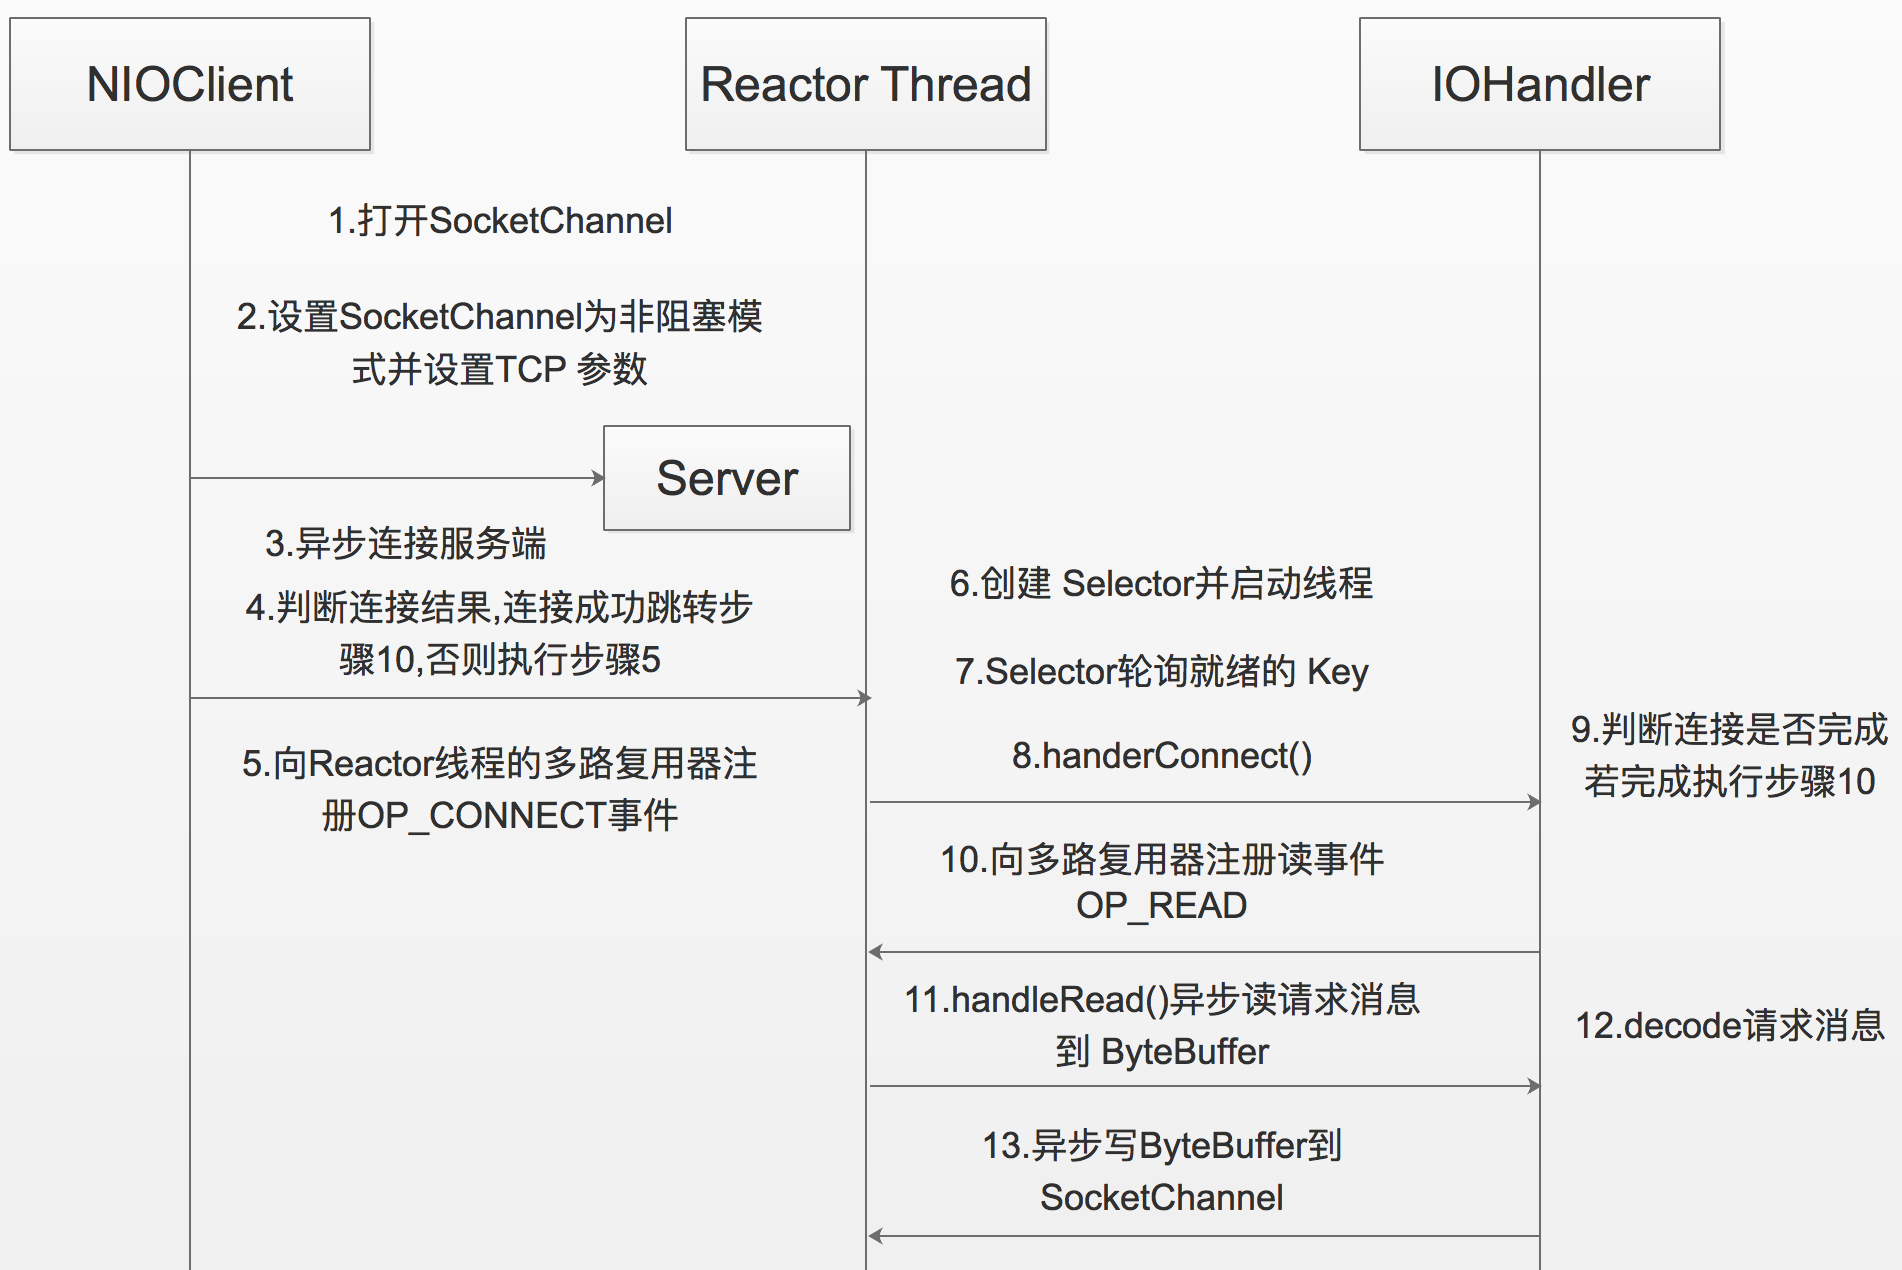 NIOClient
Reactor Thread
IOHandler
1.打开SocketChannel
2.设置SocketChannel为非阻塞模
式并设置TCP 参数
Server
3.异步连接服务端
4.判断连接结果,连接成功跳转步
骤10,否则执行步骤5
5.向Reactor线程的多路复用器注
册OP_CONNECT事件
6.创建 Selector并启动线程
7.Selector轮询就绪的 Key
8.handerConnect()
9.判断连接是否完成
若完成执行步骤10
10.向多路复用器注册读事件
OP_READ
11.handleRead()异步读请求消息
到 ByteBuffer
12.decode请求消息
13.异步写ByteBuffer到
SocketChannel